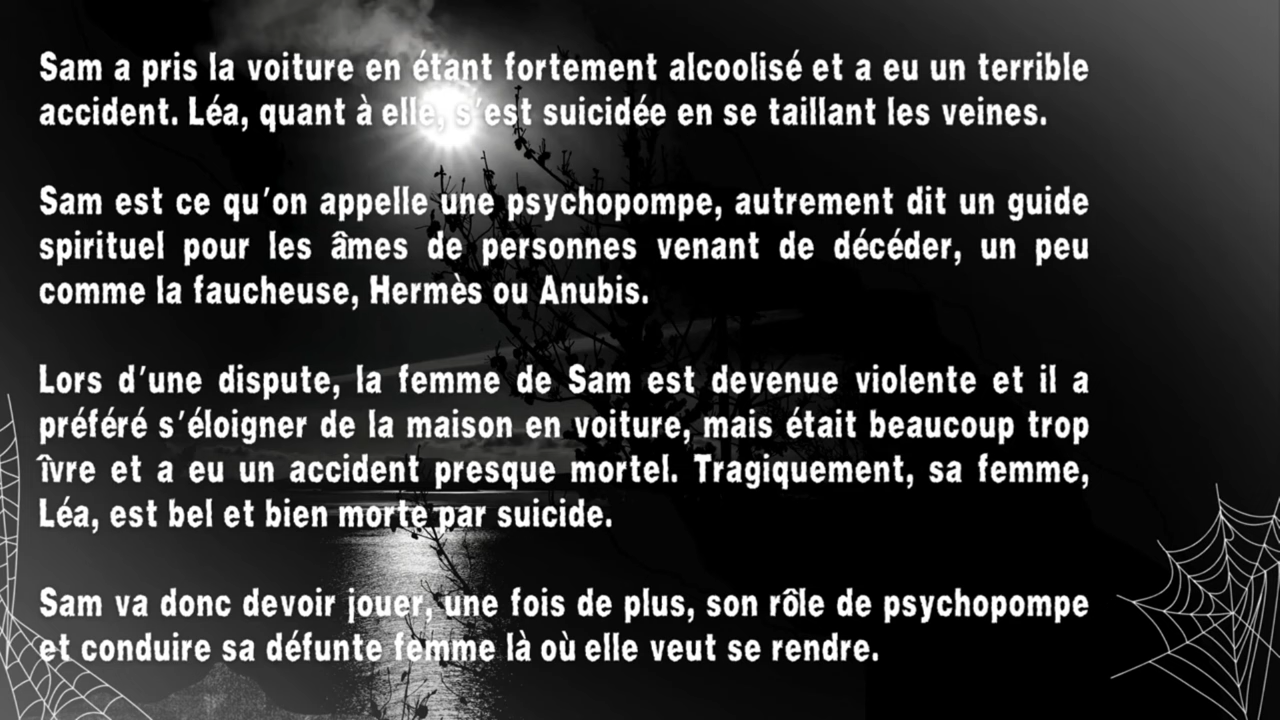 Sam a pris la voiture en étant fortement alcoolisé et a eu un terrible
accident. Léa, quant à elle, s'est suicidée en se taillant les veines.
Sam est ce qu'on appelle une psychopompe, autrement dit un guide
spirituel pour les âmes de personnes venant de décéder, un peu
comme la faucheuse, Hermès ou Anubis.
Lors d'une dispute, la femme de Sam est devenue violente et il a
préféré s'éloigner de la maison en voiture, mais était beaucoup trop
îvre et a eu un accident presque mortel. Tragiquement, sa femme,
Léa, est bel et bien morte par suicide.
Sam va donc devoir jouer, une fois de plus, son rôle de psychopompe
et conduire sa défunte femme là où elle veut se rendre.